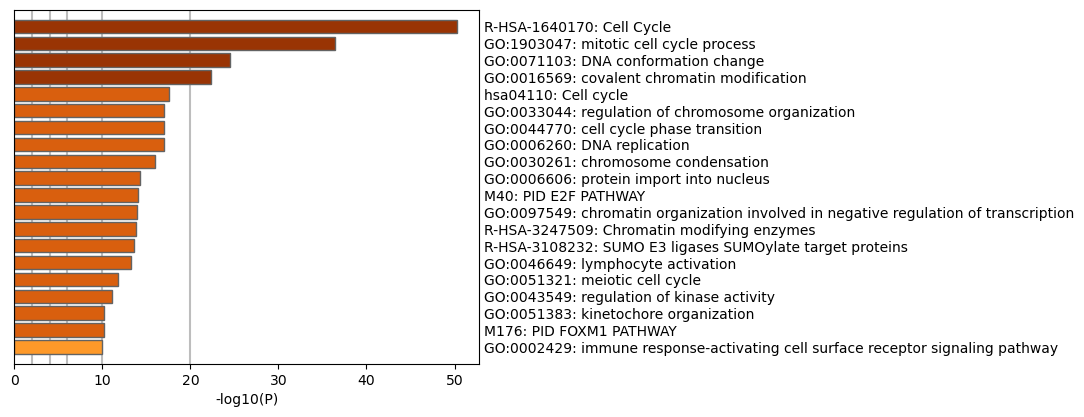 R-HSA-1640170: Cell Cycle
GO:1903047: mitotic cell cycle process
GO:0071103: DNA conformation change
GO:0016569: covalent chromatin modification
hsa04110: Cell cycle
GO:0033044: regulation of chromosome organization
GO:0044770: cell cycle phase transition
GO:0006260: DNA replication
GO:0030261: chromosome condensation
GO:0006606: protein import into nucleus
M40: PID E2F PATHWAY
GO:0097549: chromatin organization involved in negative regulation of transcription
R-HSA-3247509: Chromatin modifying enzymes
R-HSA-3108232: SUMO E3 ligases SUMOylate target proteins
GO:0046649: lymphocyte activation
GO:0051321: meiotic cell cycle
GO:0043549: regulation of kinase activity
GO:0051383: kinetochore organization
M176: PID FOXM1 PATHWAY
GO:0002429: immune response-activating cell surface receptor signaling pathway
0 10 20 30 40 50
-log10(P)